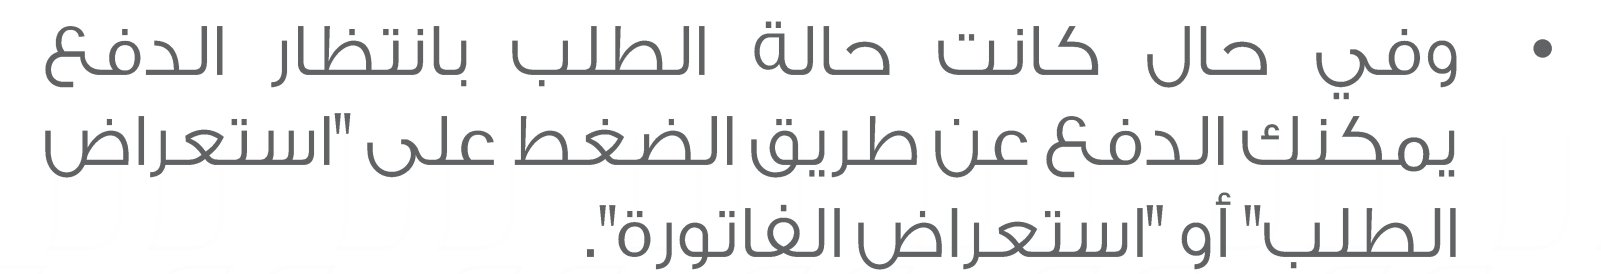 • وفي حال كانت حالة الطلب بانتظار الدفع
يمكنك الدفع عن طريق الضغط على "استعراض
الطلب" أو "استعراض الفاتورة".